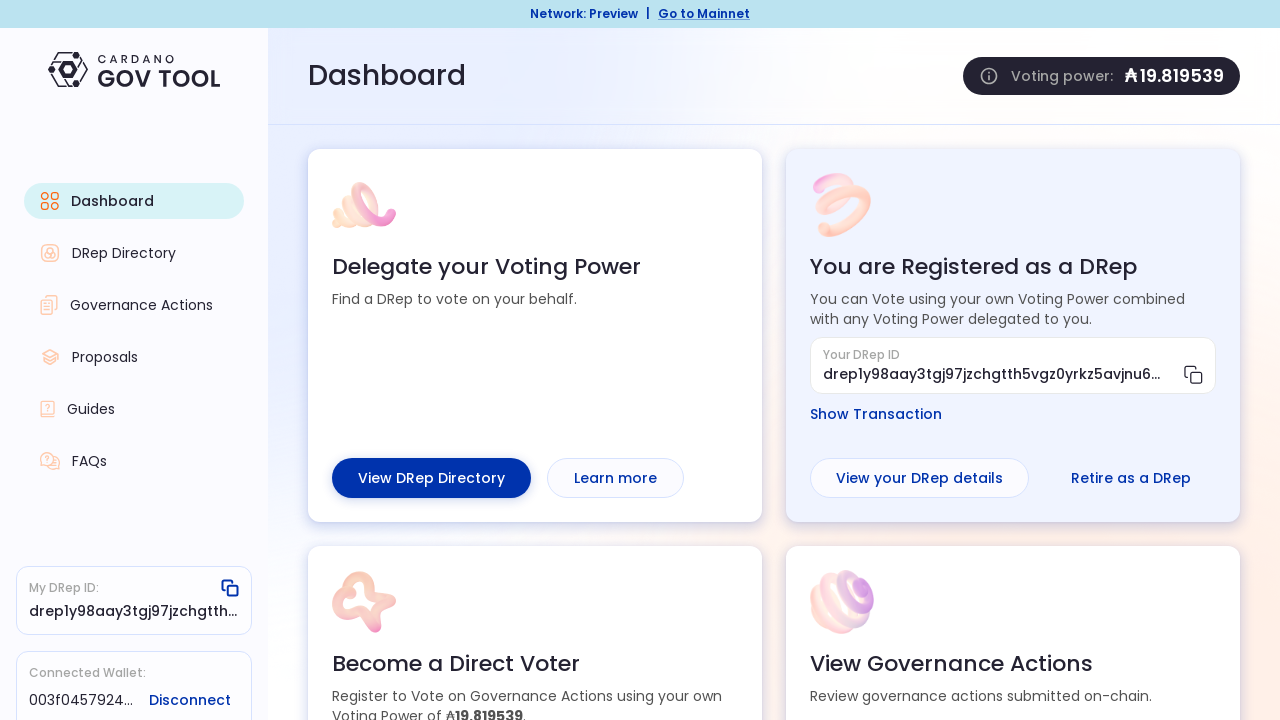 Network: Preview | Go to Mainnet
CARDANO
GOV TOOL
Dashboard
DRep Directory
Governance Actions
Proposals
Guides
FAQs
My DRep ID:
drep1y98aay3tgj97jzchgtth...
Connected Wallet:
003f0457924...
Disconnect
Dashboard
Voting power: ₳19.819539
Delegate your Voting Power
Find a DRep to vote on your behalf.
View DRep Directory
Learn more
You are Registered as a DRep
You can Vote using your own Voting Power combined
with any Voting Power delegated to you.
Your DRep ID
drep1y98aay3tgj97jzchgtth5vgz0yrkz5avjnu6...
Show Transaction
View your DRep details
Retire as a DRep
Become a Direct Voter
Register to Vote on Governance Actions using your own
Voting Power of ₳19.819539.
View Governance Actions
Review governance actions submitted on-chain.